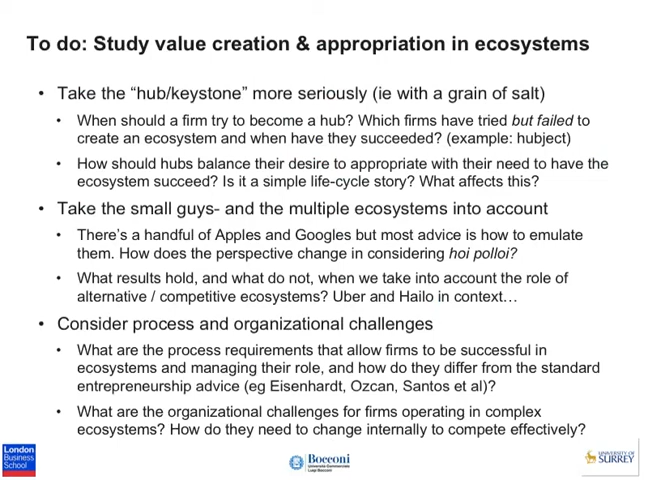 To do: Study value creation & appropriation in ecosystems
• Take the “hub/keystone” more seriously (ie with a grain of salt)
• When should a firm try to become a hub? Which firms have tried but failed to
create an ecosystem and when have they succeeded? (example: hubject)
• How should hubs balance their desire to appropriate with their need to have the
ecosystem succeed? Is it a simple life-cycle story? What affects this?
• Take the small guys- and the multiple ecosystems into account
• There’s a handful of Apples and Googles but most advice is how to emulate
them. How does the perspective change in considering hoi polloi?
• What results hold, and what do not, when we take into account the role of
alternative / competitive ecosystems? Uber and Hailo in context…
• Consider process and organizational challenges
• What are the process requirements that allow firms to be successful in
ecosystems and managing their role, and how do they differ from the standard
entrepreneurship advice (eg Eisenhardt, Ozcan, Santos et al)?
• What are the organizational challenges for firms operating in complex
ecosystems? How do they need to change internally to compete effectively?
London
Business
School
Bocconi
Università Commerciale
Luigi Bocconi
UNIVERSITY OF
SURREY